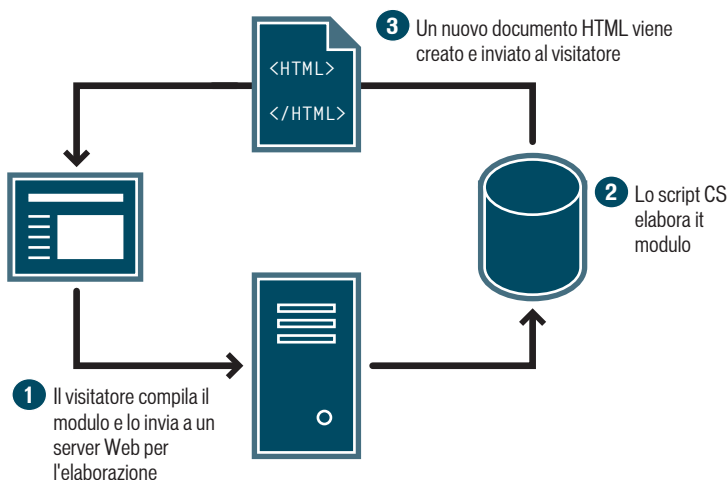 3 Un nuovo documento HTML viene
creato e inviato al visitatore
<HTML>
</HTML>
2 Lo script CS
elabora it
modulo
1 Il visitatore compila il
modulo e lo invia a un
server Web per
l'elaborazione